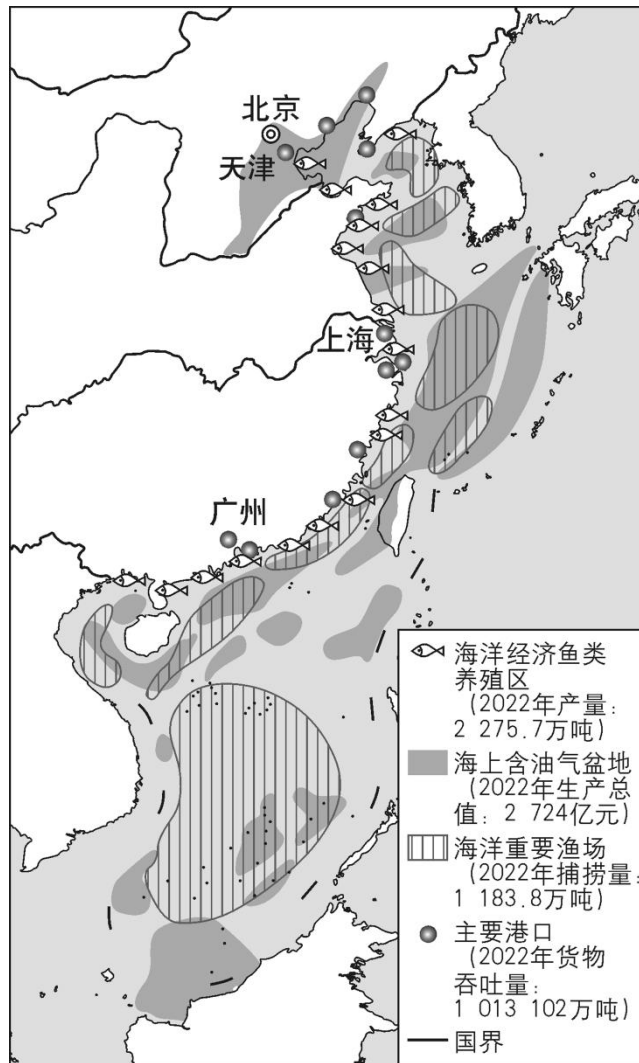 北京
天津
上海
广州
海洋经济鱼类
养殖区
(2022年产量:
2 275.7万吨)
海上含油气盆地
(2022年生产总
值: 2 724亿元)
海洋重要渔场
(2022年捕捞量:
1 183.8万吨)
主要港口
(2022年货物
吞吐量:
1 013 102万吨)
国界